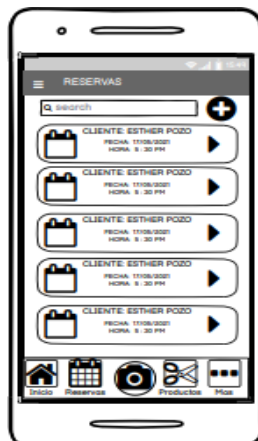 15:44
RESERVAS
search
CLIENTE: ESTHER POZO
FECHA: 17/05/2021
HORA: 5 : 30 PM
CLIENTE: ESTHER POZO
FECHA: 17/05/2021
HORA: 5 : 30 PM
CLIENTE: ESTHER POZO
FECHA: 17/05/2021
HORA: 5 : 30 PM
CLIENTE: ESTHER POZO
FECHA: 17/05/2021
HORA: 5 : 30 PM
CLIENTE: ESTHER POZO
FECHA: 17/05/2021
HORA: 5 : 30 PM
Inicio Reservas Productos Mas